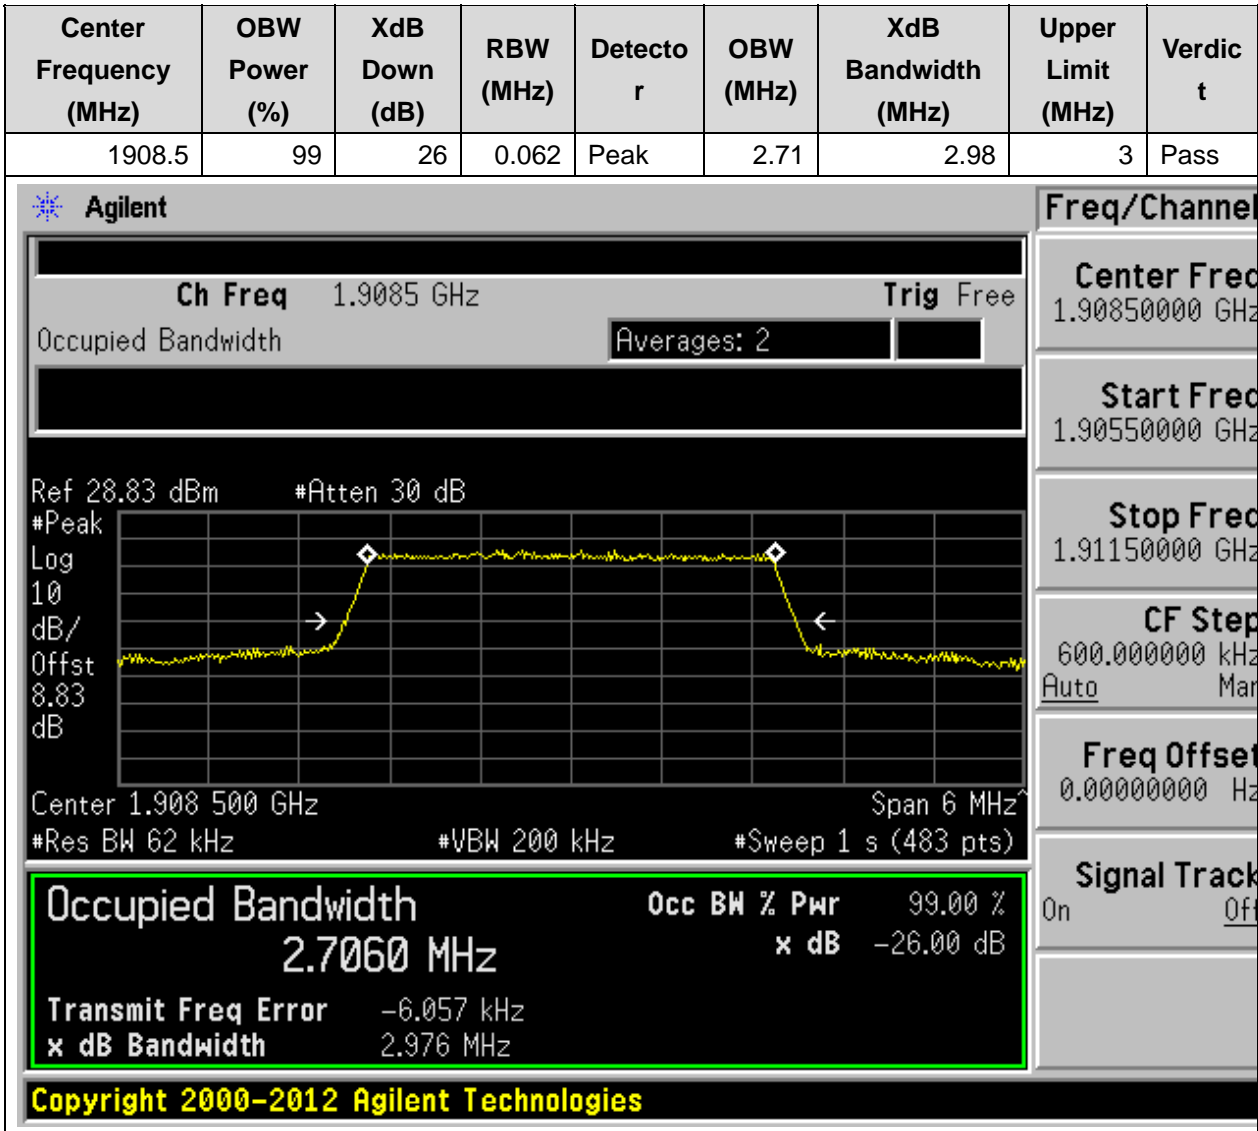 Center Frequency (MHz) OBW Power (%) XdB Down (dB) RBW (MHz) Detecto r OBW (MHz) XdB Bandwidth (MHz) Upper Limit (MHz) Verdic t
1908.5 99 26 0.062 Peak 2.71 2.98 3 Pass
Agilent
Freq/Channel
Ch Freq 1.9085 GHz Trig Free
Occupied Bandwidth Averages: 2
Center Freq
1.90850000 GHz
Start Freq
1.90550000 GHz
Stop Freq
1.91150000 GHz
CF Step
600.000000 kHz
Auto Man
Freq Offset
0.00000000 Hz
Signal Track
On Off
Ref 28.83 dBm #Atten 30 dB
#Peak
Log
10
dB/
Offst
8.83
dB
Center 1.908 500 GHz Span 6 MHz^
#Res BW 62 kHz #VBW 200 kHz #Sweep 1 s (483 pts)
Occupied Bandwidth Occ BW % Pwr 99.00 %
2.7060 MHz x dB -26.00 dB
Transmit Freq Error -6.057 kHz
x dB Bandwidth 2.976 MHz
Copyright 2000-2012 Agilent Technologies